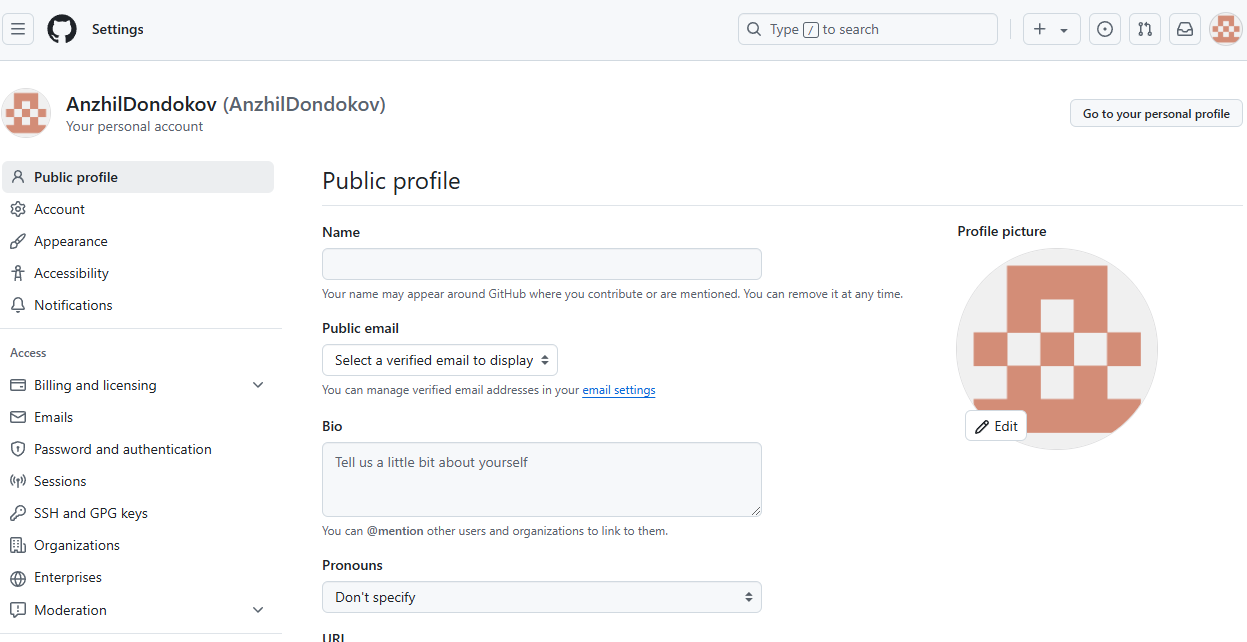 Settings
Type / to search
AnzhilDondokov (AnzhilDondokov)
Your personal account
Go to your personal profile
Public profile
Account
Appearance
Accessibility
Notifications
Access
Billing and licensing
Emails
Password and authentication
Sessions
SSH and GPG keys
Organizations
Enterprises
Moderation
Public profile
Name
Your name may appear around GitHub where you contribute or are mentioned. You can remove it at any time.
Public email
Select a verified email to display
You can manage verified email addresses in your email settings
Bio
Tell us a little bit about yourself
You can @mention other users and organizations to link to them.
Pronouns
Don't specify
URL
Profile picture
Edit